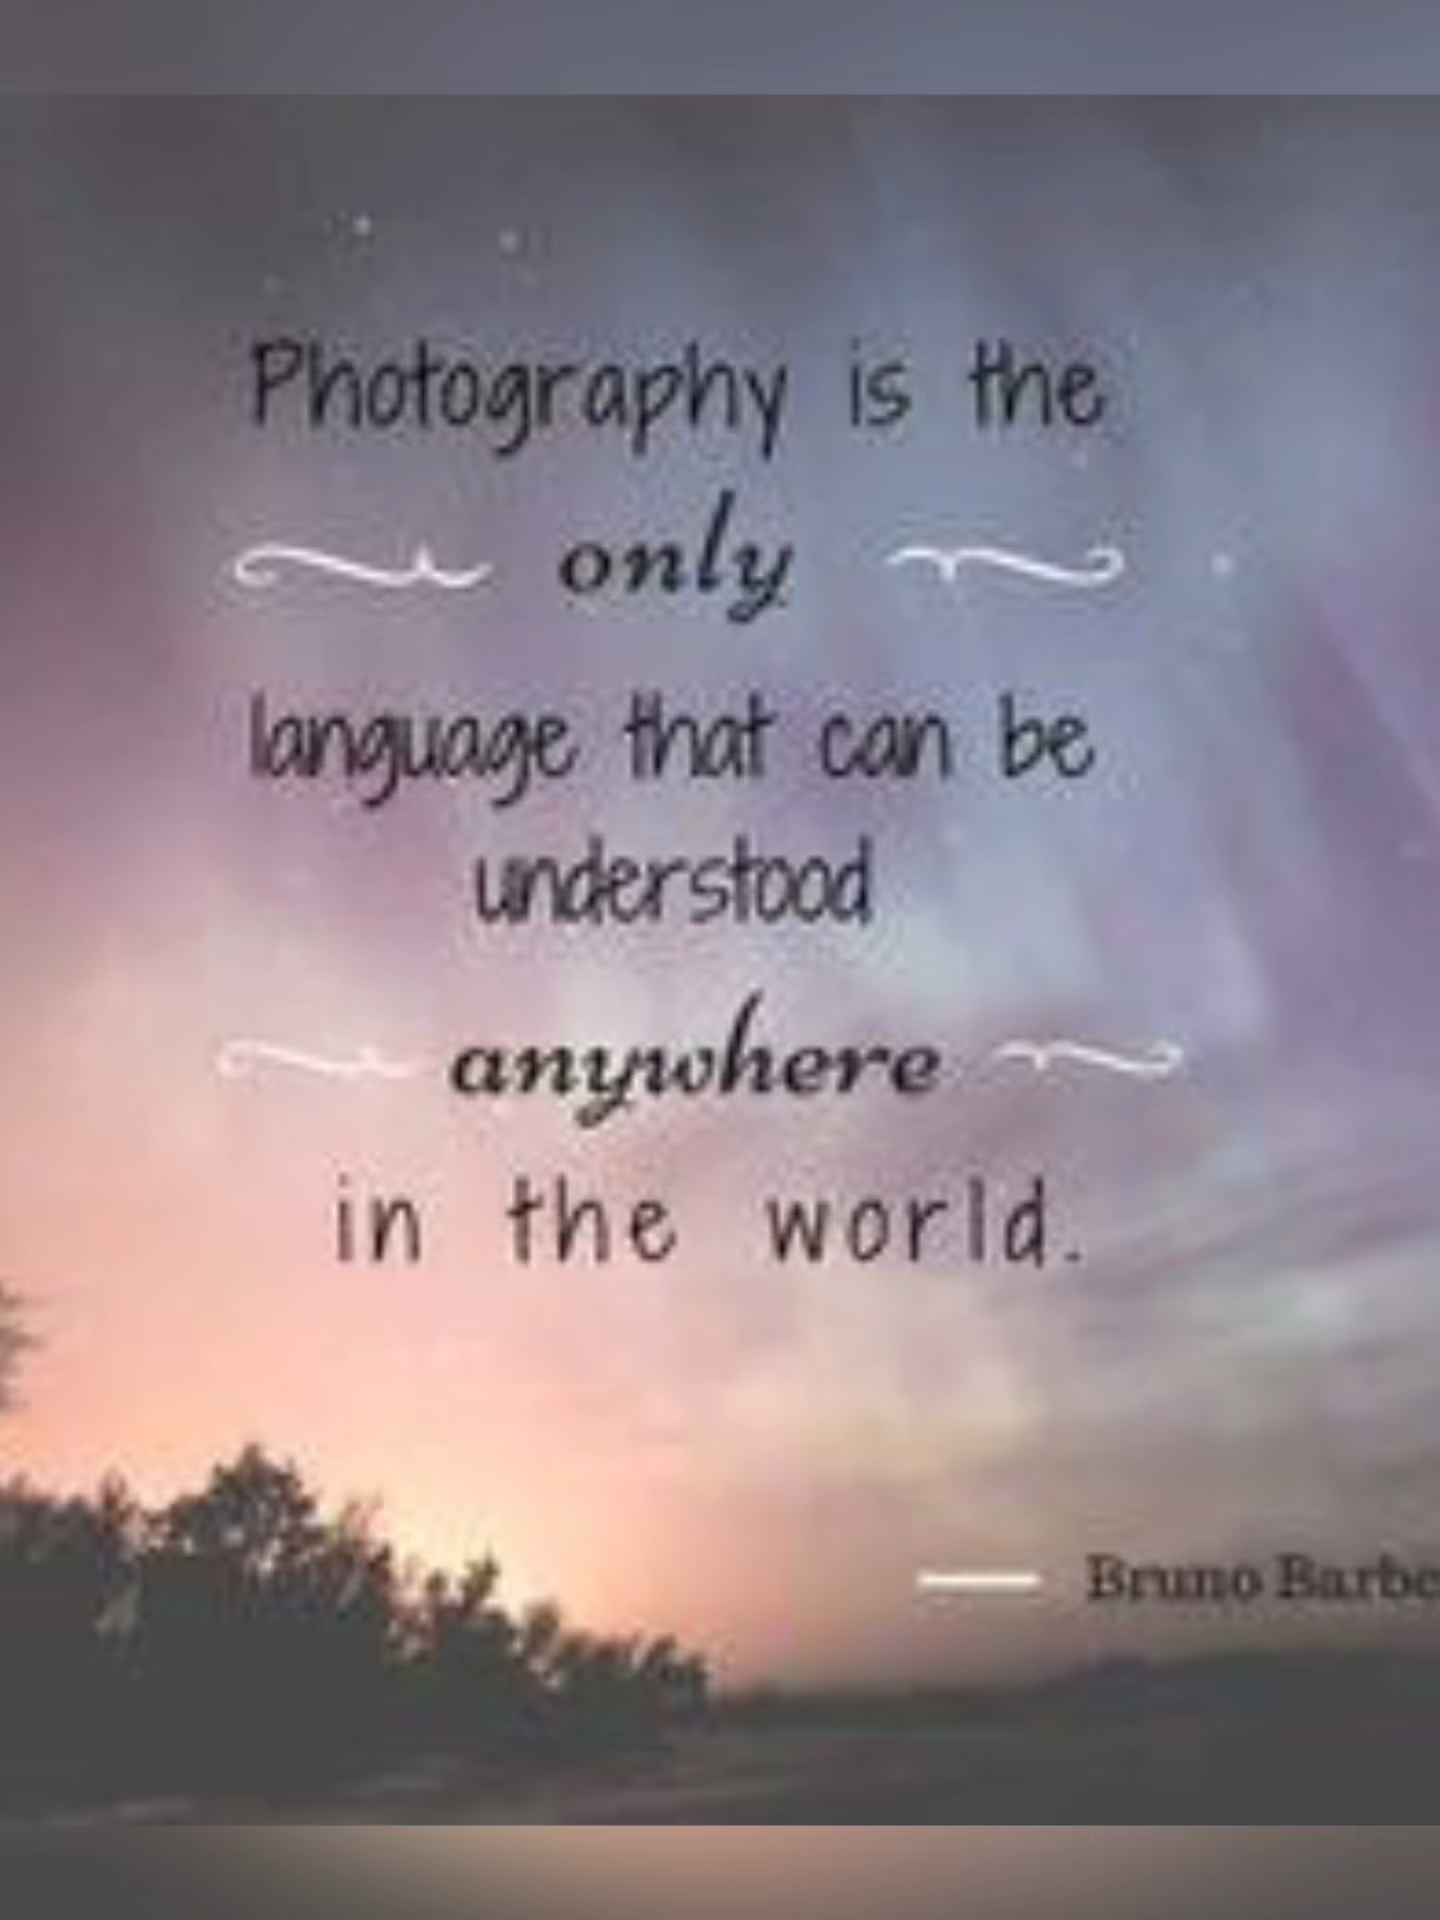 Photography is the
only
language that can be
understood
anywhere
in the world.
— Bruno Barbe